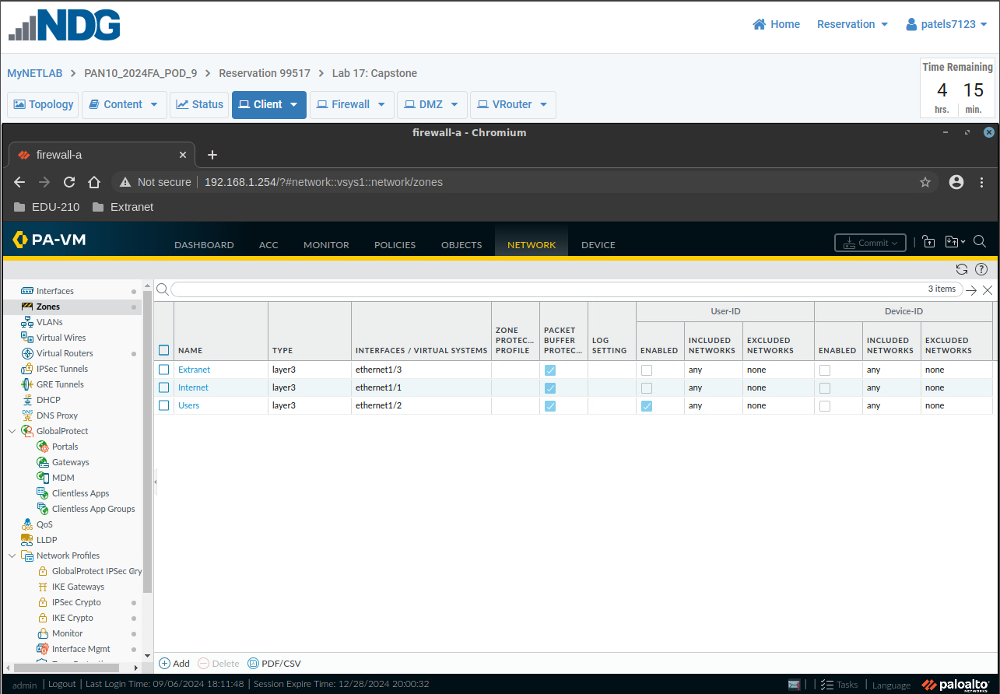 NDG
Home Reservation patels7123
MyNETLAB > PAN10_2024FA_POD_9 > Reservation 99517 > Lab 17: Capstone
Time Remaining
4 15
hrs. min.
Topology Content Status Client Firewall DMZ VRouter
firewall-a - Chromium
firewall-a
Not secure 192.168.1.254/?#network::vsys1::network/zones
EDU-210 Extranet
PA-VM
DASHBOARD ACC MONITOR POLICIES OBJECTS NETWORK DEVICE
Commit
Interfaces
Zones
VLANs
Virtual Wires
Virtual Routers
IPSec Tunnels
GRE Tunnels
DHCP
DNS Proxy
GlobalProtect
Portals
Gateways
MDM
Clientless Apps
Clientless App Groups
QoS
LLDP
Network Profiles
GlobalProtect IPSec Cry
IKE Gateways
IPSec Crypto
IKE Crypto
Monitor
Interface Mgmt
3 items
User-ID Device-ID
NAME TYPE INTERFACES / VIRTUAL SYSTEMS ZONE PROTEC... PROFILE PACKET BUFFER PROTEC... LOG SETTING ENABLED INCLUDED NETWORKS EXCLUDED NETWORKS ENABLED INCLUDED NETWORKS EXCLUDED NETWORKS
Extranet layer3 ethernet1/3 any none any none
Internet layer3 ethernet1/1 any none any none
Users layer3 ethernet1/2 any none any none
Add Delete PDF/CSV
admin | Logout | Last Login Time: 09/06/2024 18:11:48 | Session Expire Time: 12/28/2024 20:00:32
Tasks | Language
paloalto
NETWORKS